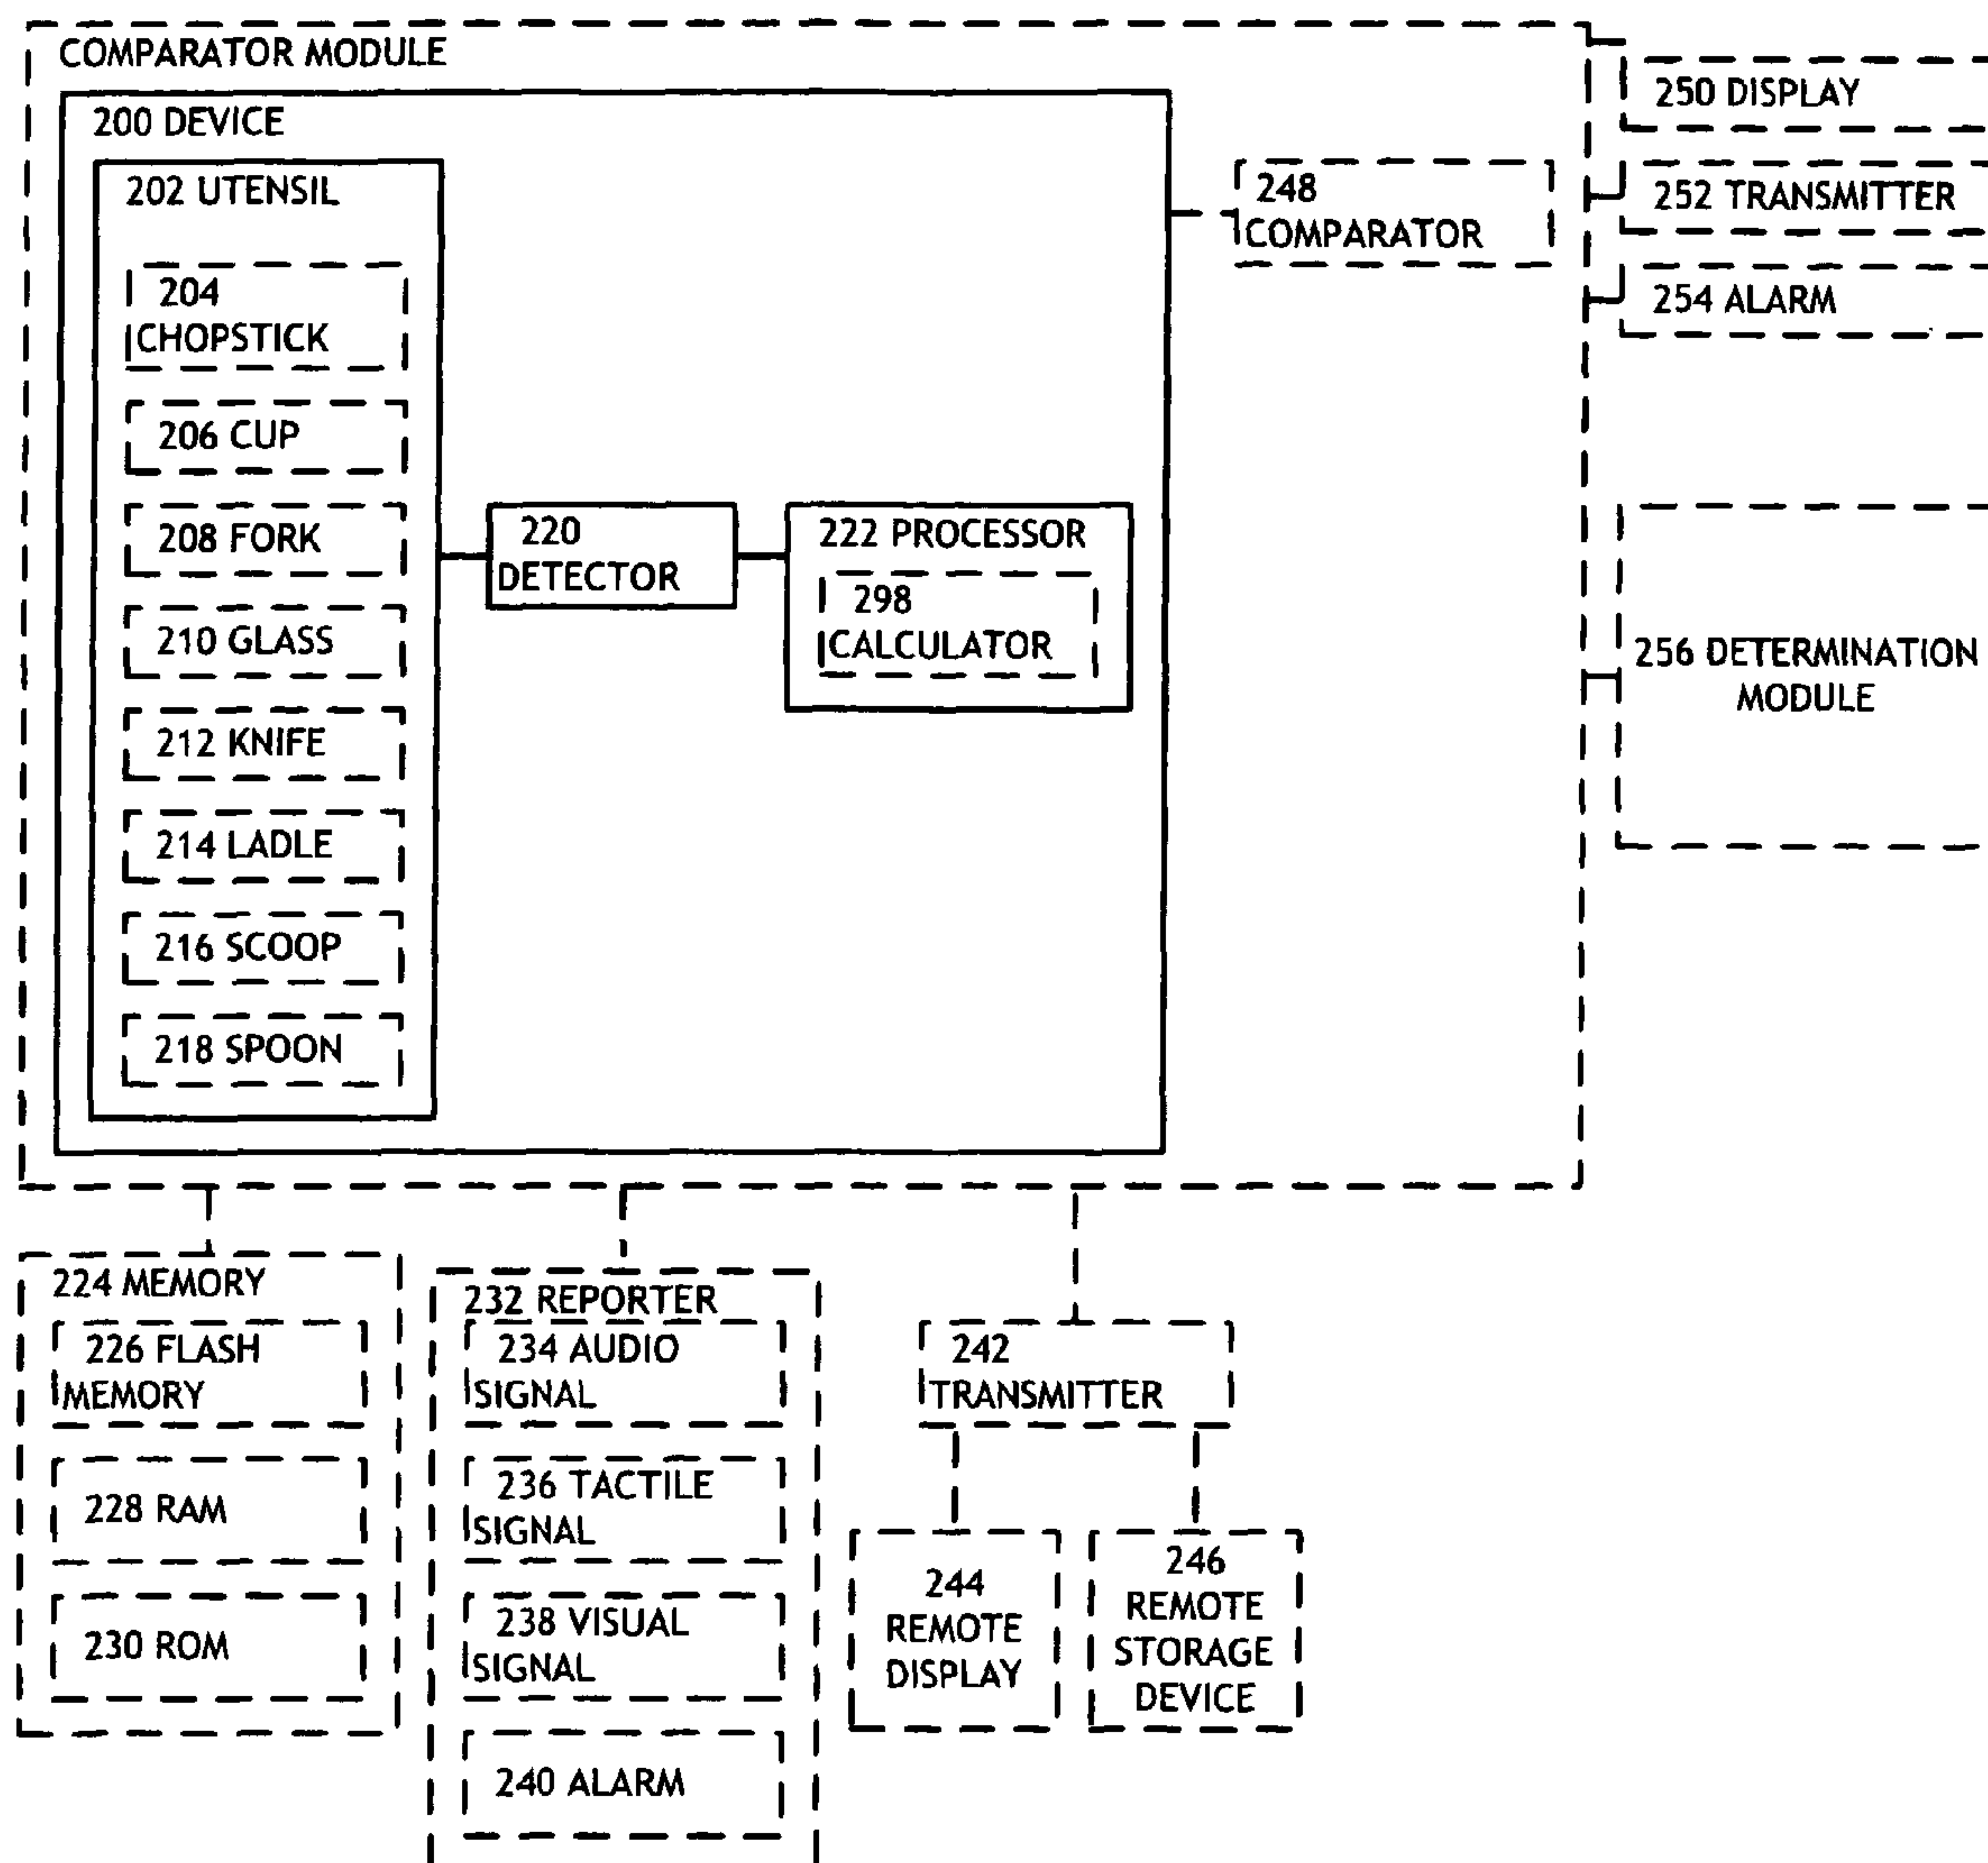 COMPARATOR MODULE
200 DEVICE
202 UTENSIL
204
CHOPSTICK
206 CUP
208 FORK
210 GLASS
212 KNIFE
214 LADLE
216 SCOOP
218 SPOON
220
DETECTOR
222 PROCESSOR
298
CALCULATOR
248
COMPARATOR
250 DISPLAY
252 TRANSMITTER
254 ALARM
256 DETERMINATION
MODULE
224 MEMORY
226 FLASH
MEMORY
228 RAM
230 ROM
232 REPORTER
234 AUDIO
SIGNAL
236 TACTILE
SIGNAL
238 VISUAL
SIGNAL
240 ALARM
242
TRANSMITTER
244
REMOTE
DISPLAY
246
REMOTE
STORAGE
DEVICE